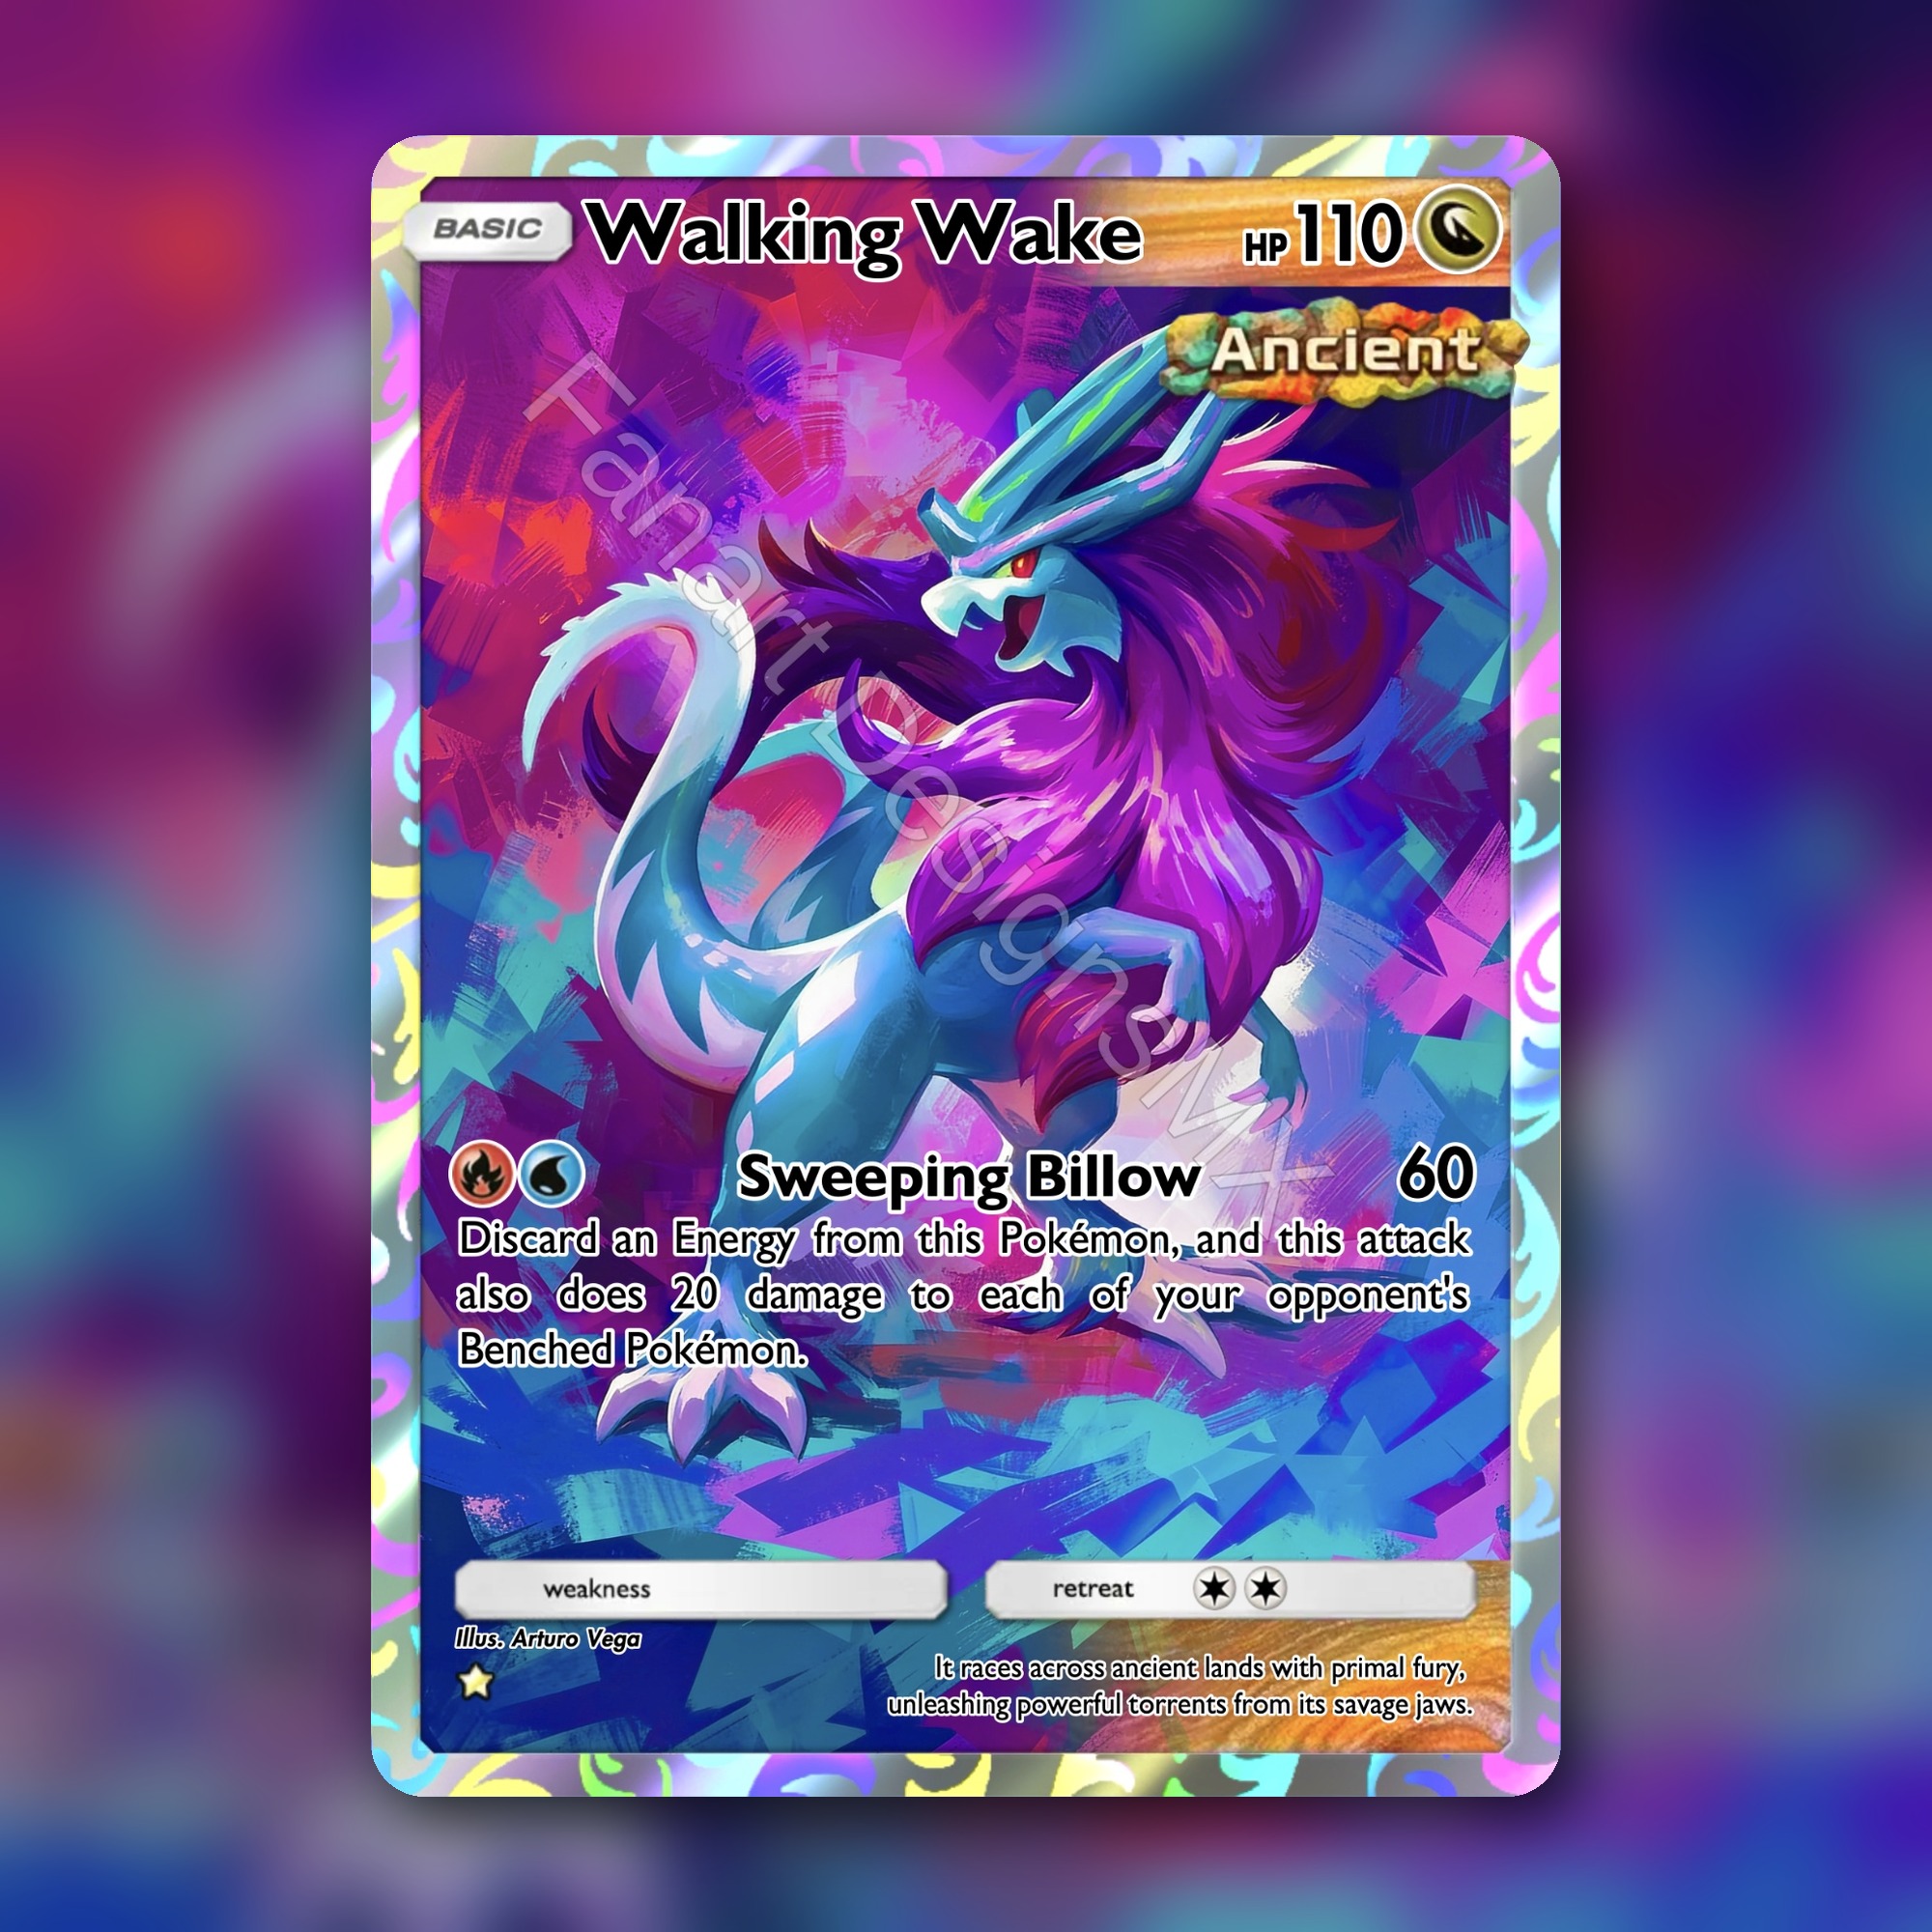 BASIC
Walking Wake
HP 110
Ancient
Fanart DesignsMx
Sweeping Billow
60
Discard an Energy from this Pokémon, and this attack
also does 20 damage to each of your opponent's
Benched Pokémon.
weakness
retreat
Illus. Arturo Vega
It races across ancient lands with primal fury,
unleashing powerful torrents from its savage jaws.